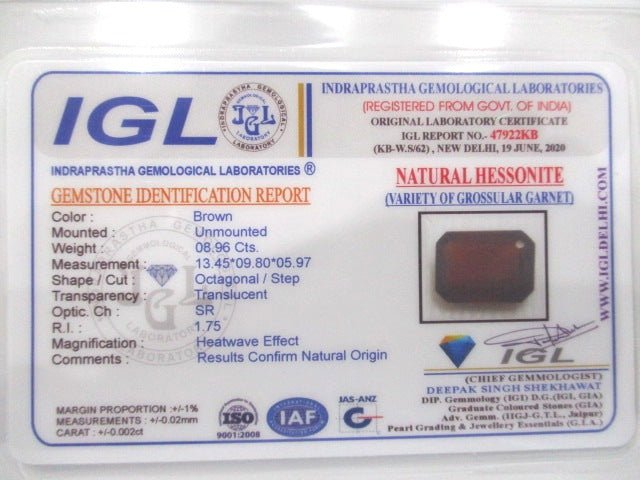 IGL
INDRAPRASTHA GEMOLOGICAL
LABORATORY
IGL
INDRAPRASTHA GEMOLOGICAL LABORATORIES ®
GEMSTONE IDENTIFICATION REPORT
Color : Brown
Mounted : Unmounted
Weight : 08.96 Cts.
Measurement : 13.45*09.80*05.97
Shape / Cut : Octagonal / Step
Transparency : Translucent
Optic. Ch : SR
R.I. : 1.75
Magnification : Heatwave Effect
Comments : Results Confirm Natural Origin
MARGIN PROPORTION :+/-1%
MEASUREMENTS : +/-0.02mm
CARAT : +/-0.002ct
ISO
9001:2008
IAF
JAS-ANZ
INDRAPRASTHA GEMOLOGICAL LABORATORIES
(REGISTERED FROM GOVT. OF INDIA)
ORIGINAL LABORATORY CERTIFICATE
IGL REPORT NO.- 47922KB
(KB-W.S/62) , NEW DELHI, 19 JUNE, 2020
NATURAL HESSONITE
(VARIETY OF GROSSULAR GARNET)
WWW.IGLDELHI.COM
IGL
(CHIEF GEMMOLOGIST)
DEEPAK SINGH SHEKHAWAT
DIP. Gemmology (IGI) D.G.(IGI, GIA)
Graduate Coloured Stones (GIA)
Adv. Gemm. (IIGJ-G.T.L., Jaipur)
Pearl Grading & Jewellery Essentials (G.I.A.)